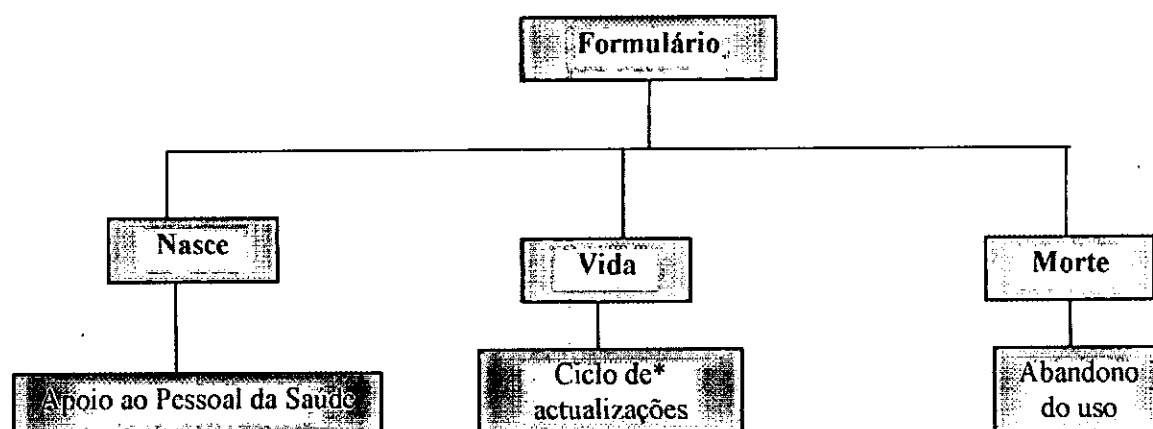 Formulário
Nasce
Vida
Morte
Apoio ao Pessoal da Saúde
Ciclo de*
actualizações
Abandono
do uso